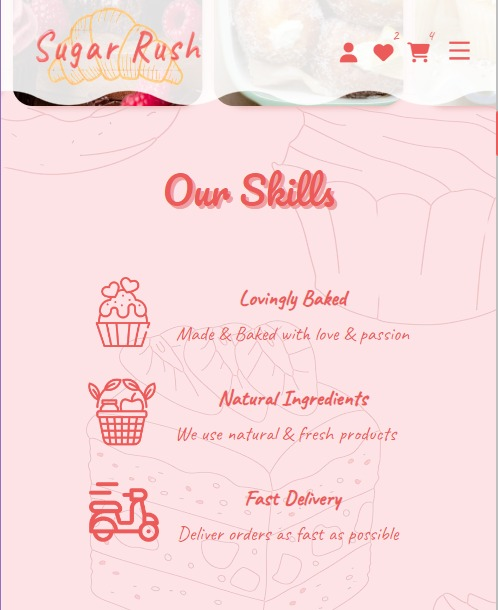 Sugar Rush
2
4
Our Skills
Lovingly Baked
Made & Baked with love & passion
Natural Ingredients
We use natural & fresh products
Fast Delivery
Deliver orders as fast as possible